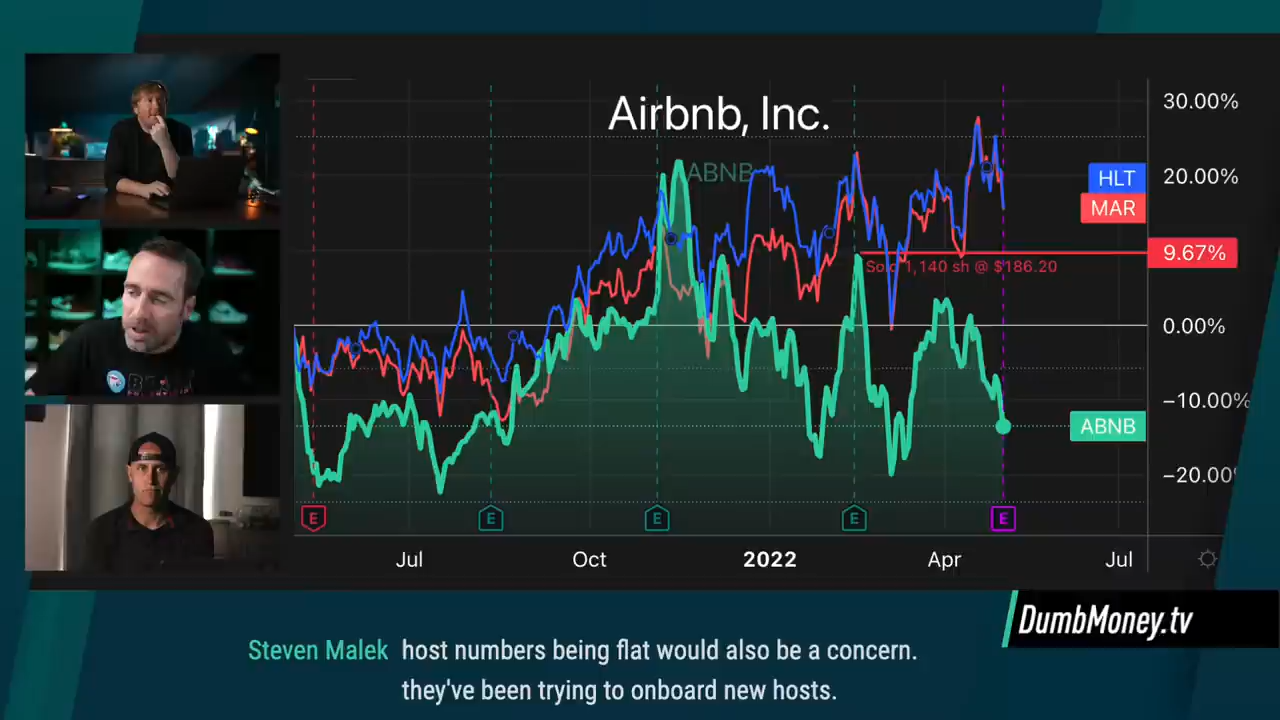 Airbnb, Inc.
ABNB
30.00%
HLT
20.00%
MAR
9.67%
Sold 1,140 sh @ $186.20
0.00%
−10.00%
ABNB
−20.00%
E
E
E
E
E
Jul
Oct
2022
Apr
Jul
DumbMoney.tv
Steven Malek host numbers being flat would also be a concern.
they've been trying to onboard new hosts.